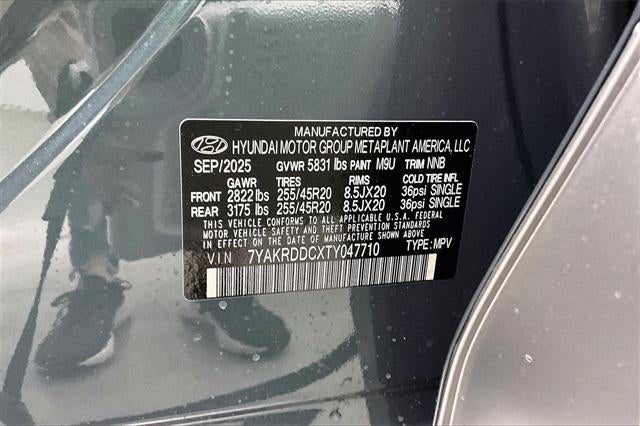 MANUFACTURED BY
HYUNDAI MOTOR GROUP METAPLANT AMERICA, LLC
SEP/2025 GVWR 5831 lbs PAINT M9U TRIM NNB
GAWR TIRES RIMS COLD TIRE INFL
FRONT 2822 lbs 255/45R20 8.5JX20 36psi SINGLE
REAR 3175 lbs 255/45R20 8.5JX20 36psi SINGLE
THIS VEHICLE CONFORMS TO ALL APPLICABLE U.S.A. FEDERAL
MOTOR VEHICLE SAFETY, BUMPER, AND THEFT PREVENTION STANDARDS
IN EFFECT ON THE DATE OF MANUFACTURE SHOWN ABOVE.
V.I.N 7YAKRDDCXTY047710 TYPE: MPV